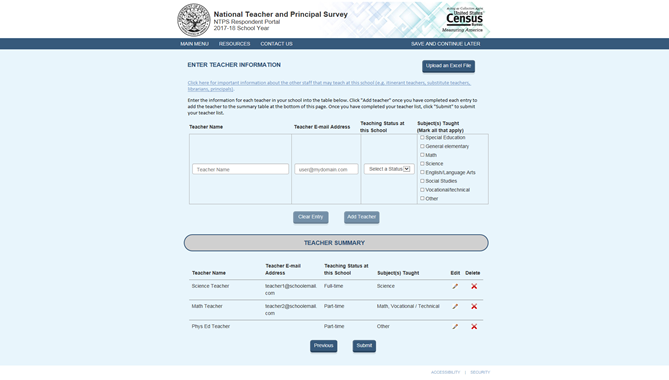 National Teacher and Principal Survey
NTPS Respondent Portal
2017-18 School Year
United States
Census
Bureau
Measuring America
MAIN MENU RESOURCES CONTACT US SAVE AND CONTINUE LATER
ENTER TEACHER INFORMATION
Upload an Excel File
Click here for important information about the other staff that may teach at this school (e.g. itinerant teachers, substitute teachers,
librarians, principals).
Enter the information for each teacher in your school into the table below. Click "Add teacher" once you have completed each entry to
add the teacher to the summary table at the bottom of this page. Once you have completed your teacher list, click "Submit" to submit
your teacher list.
Teacher Name Teacher E-mail Address Teaching Status at
this School Subject(s) Taught
(Mark all that apply)
Special Education
General elementary
Math
Science
English/Language Arts
Social Studies
Vocational/technical
Other
Teacher Name user@mydomain.com Select a Status
Clear Entry Add Teacher
TEACHER SUMMARY
Teacher Name Teacher E-mail
Address Teaching Status at
this School Subject(s) Taught Edit Delete
Science Teacher teacher1@schoolemail.
com Full-time Science
Math Teacher teacher2@schoolemail.
com Part-time Math, Vocational / Technical
Phys Ed Teacher Part-time Other
Previous Submit
ACCESSIBILITY | SECURITY